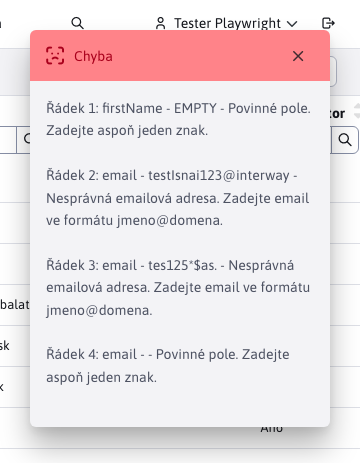 Tester Playwright
Chyba
tor
Řádek 1: firstName - EMPTY - Povinné pole.
Zadejte aspoň jeden znak.
Řádek 2: email - testlsnai123@interway -
Nesprávná emailová adresa. Zadejte email
ve formátu jmeno@domena.
Řádek 3: email - tes125*$as. - Nesprávná
emailová adresa. Zadejte email ve formátu
jmeno@domena.
balat
sk
k
Řádek 4: email - - Povinné pole. Zadejte
aspoň jeden znak.
Ano